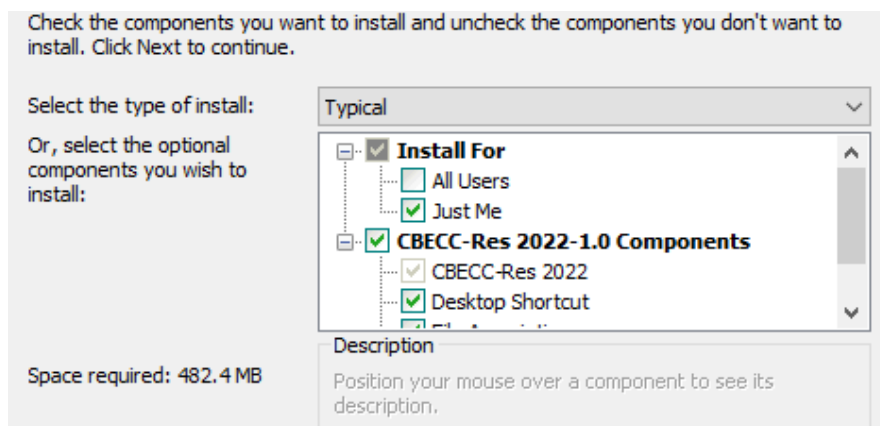 Check the components you want to install and uncheck the components you don't want to
install. Click Next to continue.
Select the type of install:
Typical
Or, select the optional
components you wish to
install:
Install For
All Users
Just Me
CBECC-Res 2022-1.0 Components
CBECC-Res 2022
Desktop Shortcut
Space required: 482.4 MB
Description
Position your mouse over a component to see its
description.